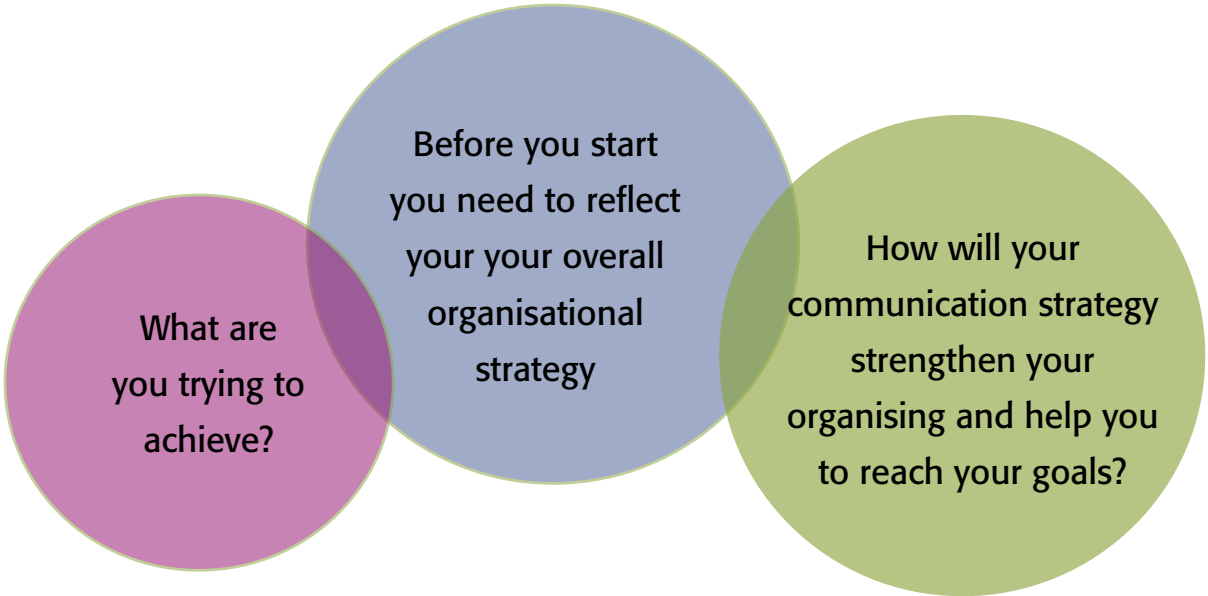 What are
you trying to
achieve?
Before you start
you need to reflect
your your overall
organisational
strategy
How will your
communication strategy
strengthen your
organising and help you
to reach your goals?